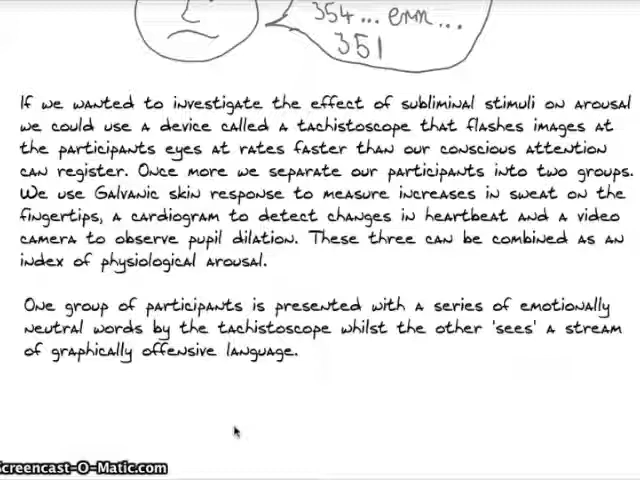 354 ... erm ...
351
If we wanted to investigate the effect of subliminal stimuli on arousal
we could use a device called a tachistoscope that flashes images at
the participants eyes at rates faster than our conscious attention
can register. Once more we separate our participants into two groups.
We use Galvanic skin response to measure increases in sweat on the
fingertips, a cardiogram to detect changes in heartbeat and a video
camera to observe pupil dilation. These three can be combined as an
index of physiological arousal.
One group of participants is presented with a series of emotionally
neutral words by the tachistoscope whilst the other 'sees' a stream
of graphically offensive language.
Screencast-O-Matic.com